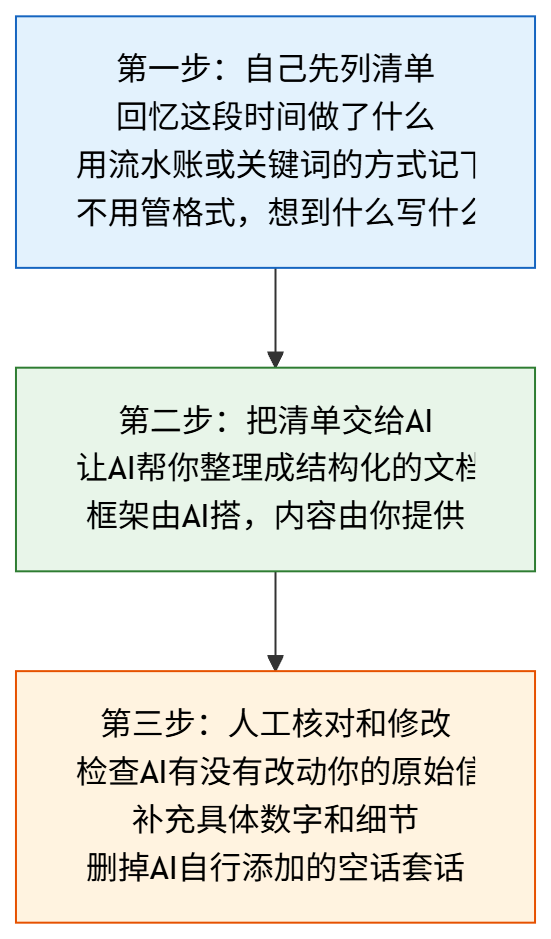 第一步：自己先列清单
回忆这段时间做了什么
用流水账或关键词的方式记下
不用管格式，想到什么写什么
第二步：把清单交给AI
让AI帮你整理成结构化的文档
框架由AI搭，内容由你提供
第三步：人工核对和修改
检查AI有没有改动你的原始信
补充具体数字和细节
删掉AI自行添加的空话套话